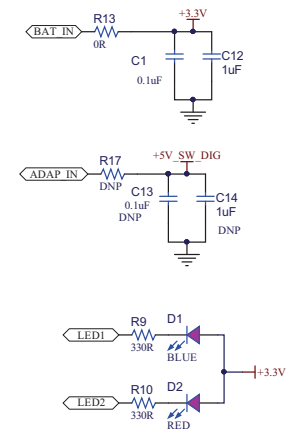 R13
+3.3V
BAT_IN
0R
C1
0.1uF
C12
1uF
R17
+5V_SW_DIG
ADAP_IN
DNP
C13
0.1uF
DNP
C14
1uF
DNP
R9
D1
LED1
330R
BLUE
+3.3V
R10
D2
LED2
330R
RED